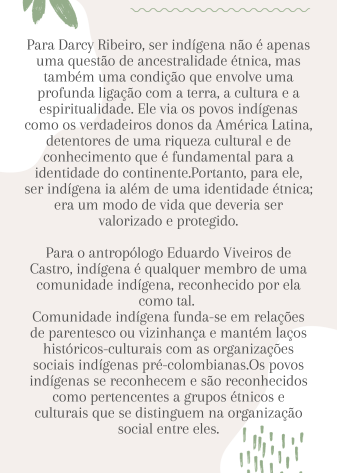 Para Darcy Ribeiro, ser indígena não é apenas
uma questão de ancestralidade étnica, mas
também uma condição que envolve uma
profunda ligação com a terra, a cultura e a
espiritualidade. Ele via os povos indígenas
como os verdadeiros donos da América Latina,
detentores de uma riqueza cultural e de
conhecimento que é fundamental para a
identidade do continente.Portanto, para ele,
ser indígena ia além de uma identidade étnica;
era um modo de vida que deveria ser
valorizado e protegido.
Para o antropólogo Eduardo Viveiros de
Castro, indígena é qualquer membro de uma
comunidade indígena, reconhecido por ela
como tal.
Comunidade indígena funda-se em relações
de parentesco ou vizinhança e mantém laços
históricos-culturais com as organizações
sociais indígenas pré-colombianas.Os povos
indígenas se reconhecem e são reconhecidos
como pertencentes a grupos étnicos e
culturais que se distinguem na organização
social entre eles.